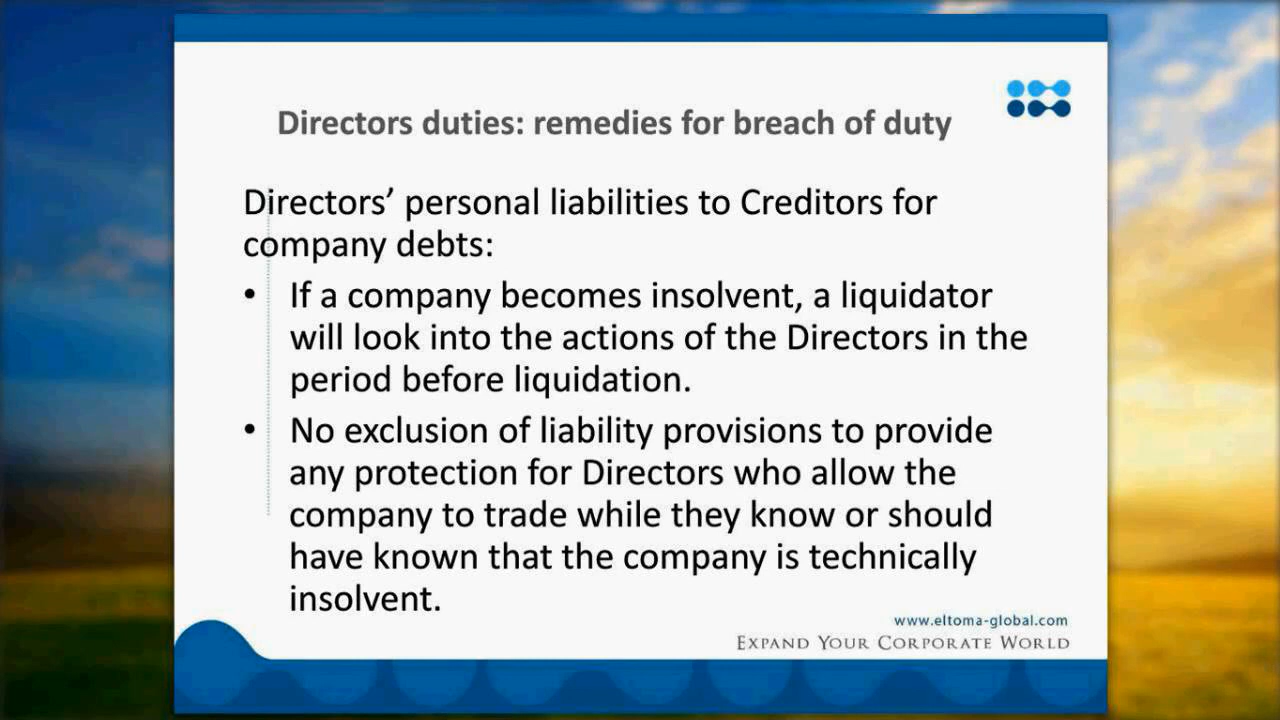 Directors duties: remedies for breach of duty
Directors’ personal liabilities to Creditors for
company debts:
• If a company becomes insolvent, a liquidator
will look into the actions of the Directors in the
period before liquidation.
• No exclusion of liability provisions to provide
any protection for Directors who allow the
company to trade while they know or should
have known that the company is technically
insolvent.
www.eltoma-global.com
EXPAND YOUR CORPORATE WORLD